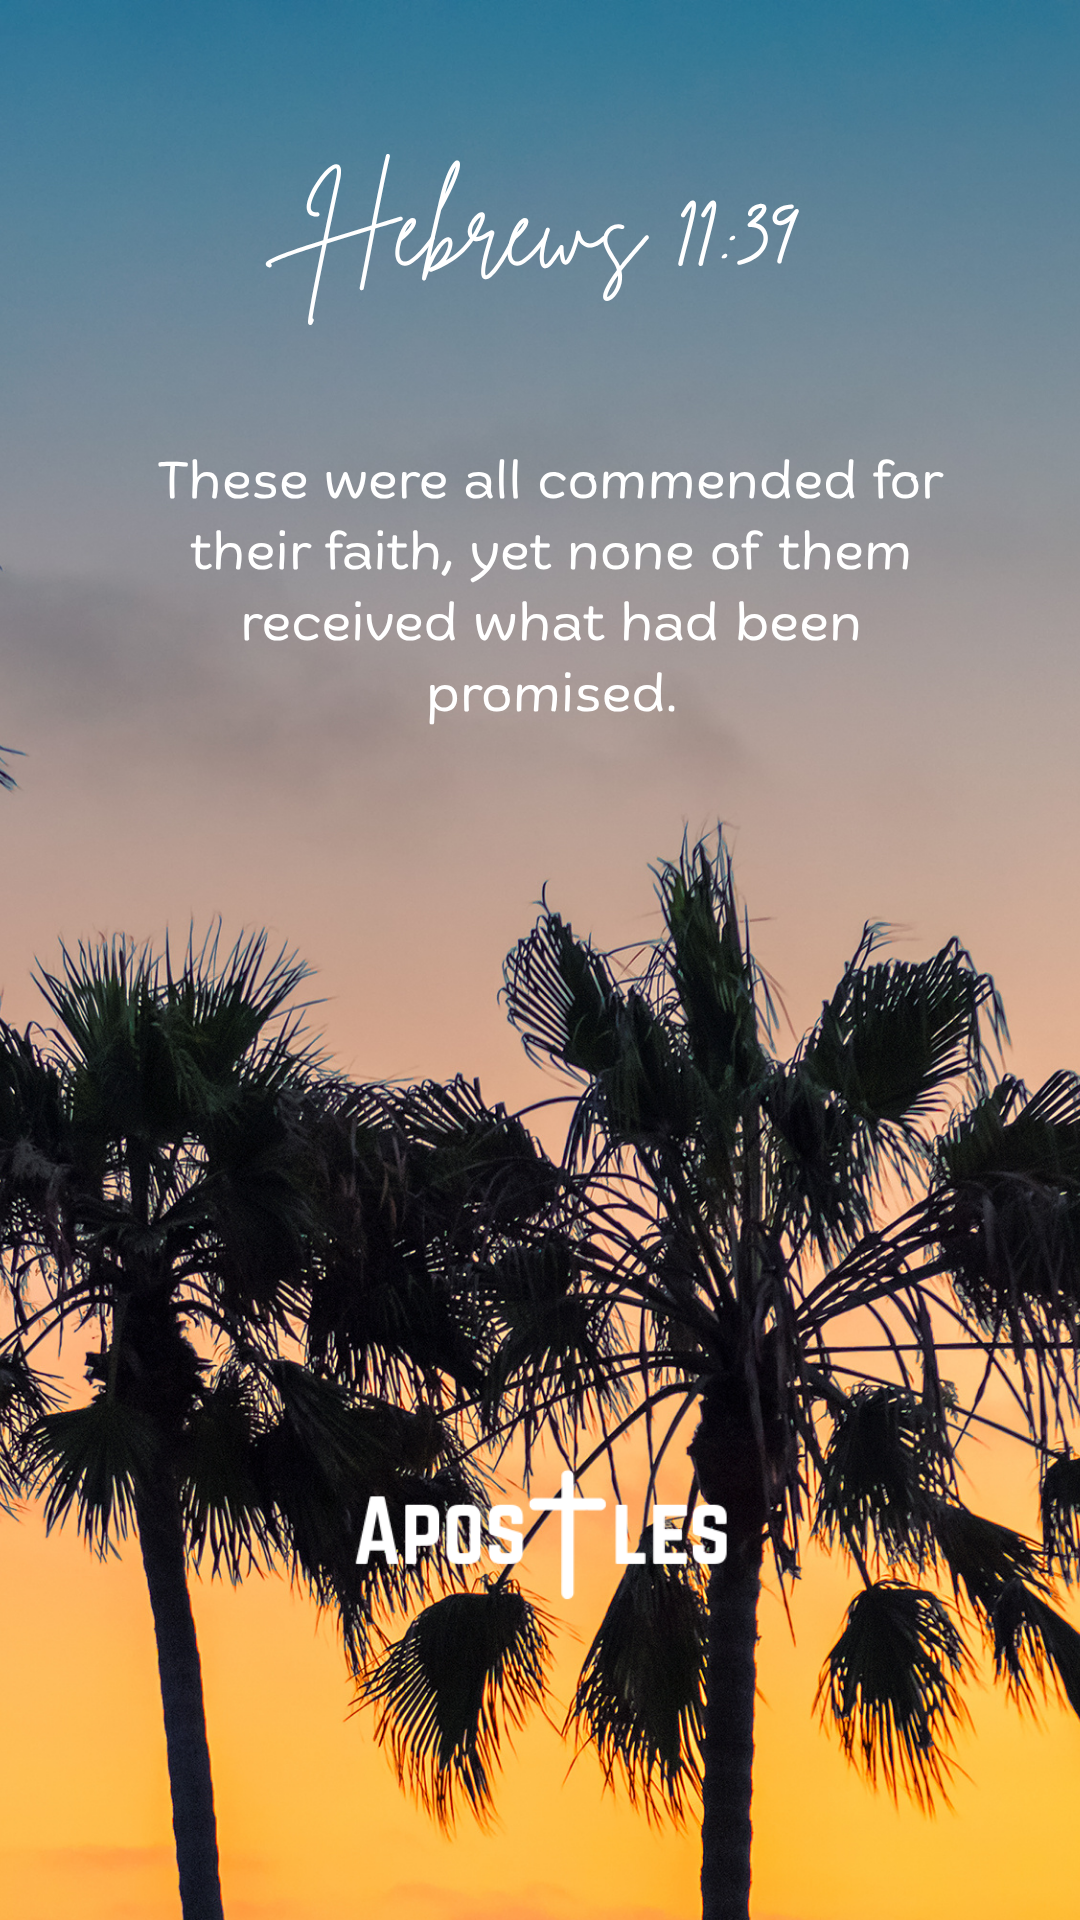 Hebrews 11:39
These were all commended for
their faith, yet none of them
received what had been
promised.
APOSTLES